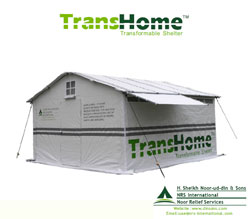 TransHome™
Transformable Shelter
TransHome
Transformable Shelter
H. Sheikh Noor-ud-din & Sons
NRS International
Noor Relief Services